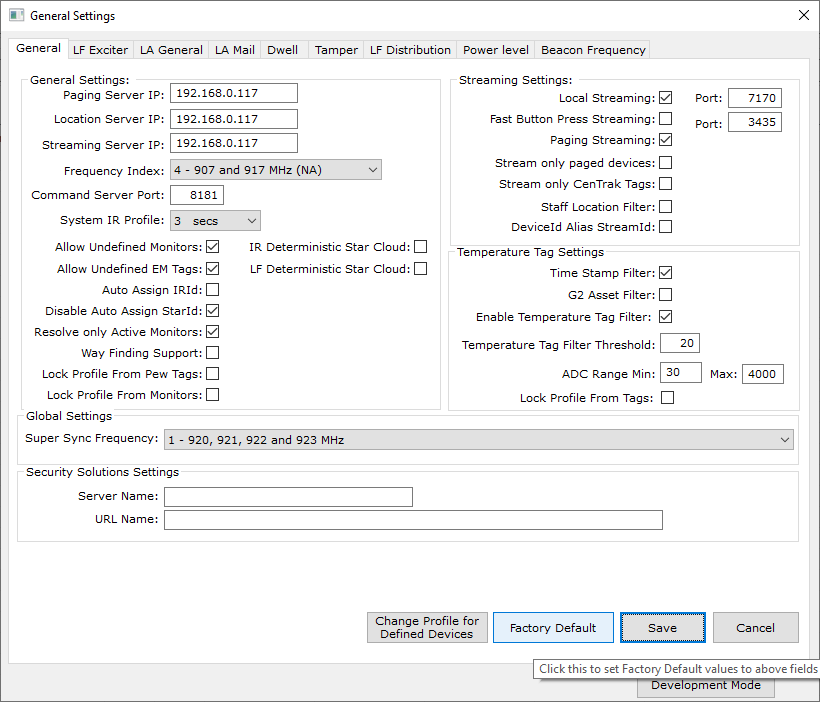 General Settings
General LF Exciter LA General LA Mail Dwell Tamper LF Distribution Power level Beacon Frequency
General Settings:
Paging Server IP: 192.168.0.117
Location Server IP: 192.168.0.117
Streaming Server IP: 192.168.0.117
Frequency Index: 4 - 907 and 917 MHz (NA)
Command Server Port: 8181
System IR Profile: 3 secs
Allow Undefined Monitors: IR Deterministic Star Cloud:
Allow Undefined EM Tags: LF Deterministic Star Cloud:
Auto Assign IRId:
Disable Auto Assign StarId:
Resolve only Active Monitors:
Way Finding Support:
Lock Profile From Pew Tags:
Lock Profile From Monitors:
Streaming Settings:
Local Streaming: Port: 7170
Fast Button Press Streaming: Port: 3435
Paging Streaming:
Stream only paged devices:
Stream only CenTrak Tags:
Staff Location Filter:
DeviceId Alias StreamId:
Temperature Tag Settings
Time Stamp Filter:
G2 Asset Filter:
Enable Temperature Tag Filter:
Temperature Tag Filter Threshold: 20
ADC Range Min: 30 Max: 4000
Lock Profile From Tags:
Global Settings
Super Sync Frequency: 1 - 920, 921, 922 and 923 MHz
Security Solutions Settings
Server Name:
URL Name:
Change Profile for
Defined Devices
Factory Default Save Cancel
Click this to set Factory Default values to above fields
Development Mode